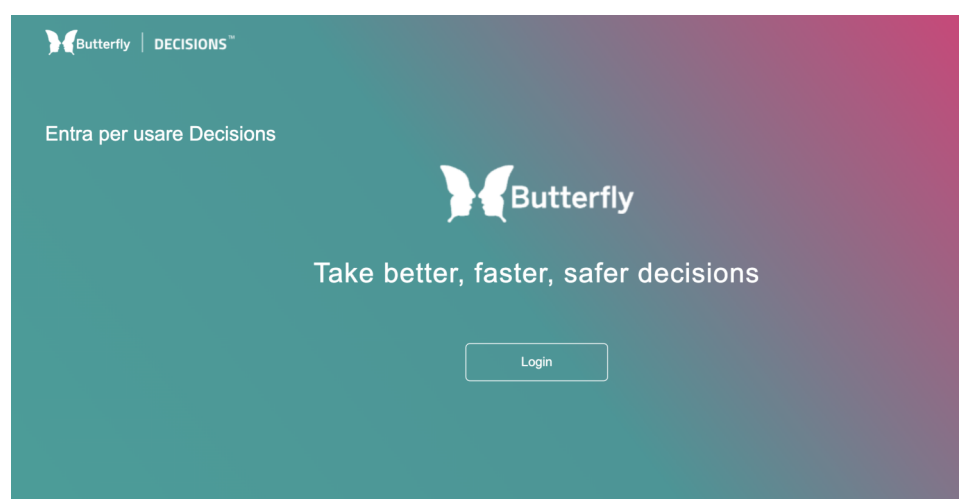 Butterfly | DECISIONS™
Entra per usare Decisions
Butterfly
Take better, faster, safer decisions
Login